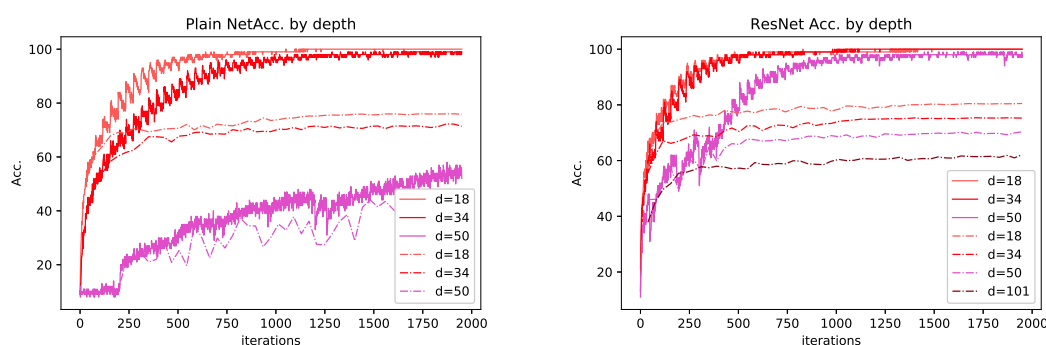 Plain NetAcc. by depth
100
80
60
40
20
Acc.
0
250
500
750
1000
1250
1500
1750
2000
iterations
d=18
d=34
d=50
d=18
d=34
d=50
ResNet Acc. by depth
100
80
60
40
20
Acc.
0
250
500
750
1000
1250
1500
1750
2000
iterations
d=18
d=34
d=50
d=18
d=34
d=50
d=101